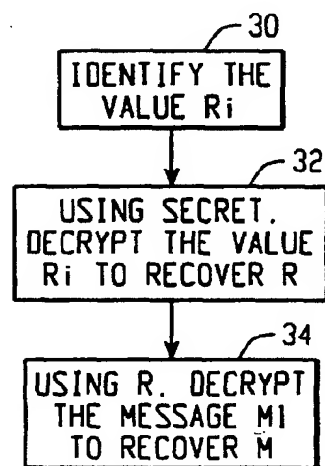 30
IDENTIFY THE
VALUE Ri
32
USING SECRET.
DECRYPT THE VALUE
Ri TO RECOVER R
34
USING R. DECRYPT
THE MESSAGE M1
TO RECOVER M